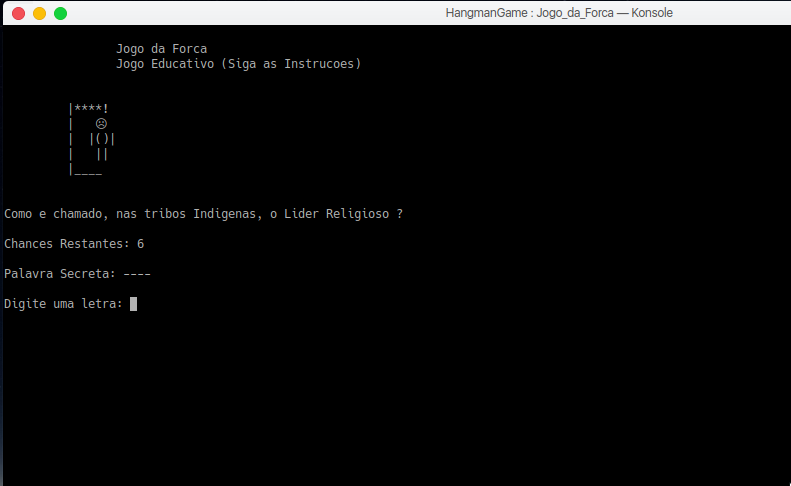 HangmanGame : Jogo_da_Forca — Konsole
Jogo da Forca
Jogo Educativo (Siga as Instrucoes)
|****!
|   ☹
|  |()|
|   ||
|____
Como e chamado, nas tribos Indigenas, o Lider Religioso ?
Chances Restantes: 6
Palavra Secreta: ----
Digite uma letra: